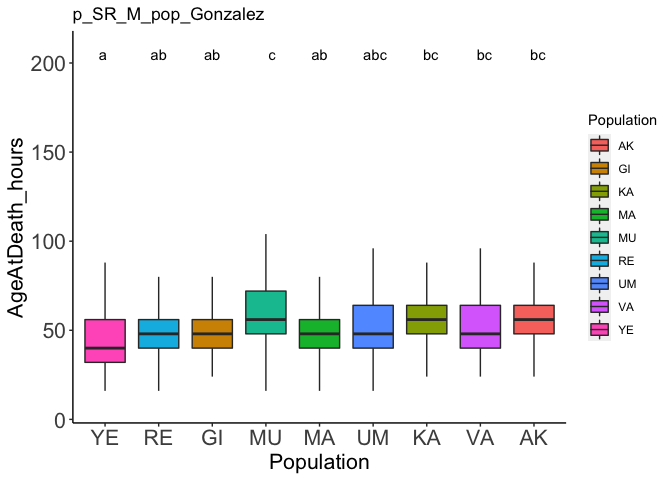 p_SR_M_pop_Gonzalez
a ab ab c ab abc bc bc bc
200
150
100
50
0
AgeAtDeath_hours
YE RE GI MU MA UM KA VA AK
Population
Population
AK
GI
KA
MA
MU
RE
UM
VA
YE